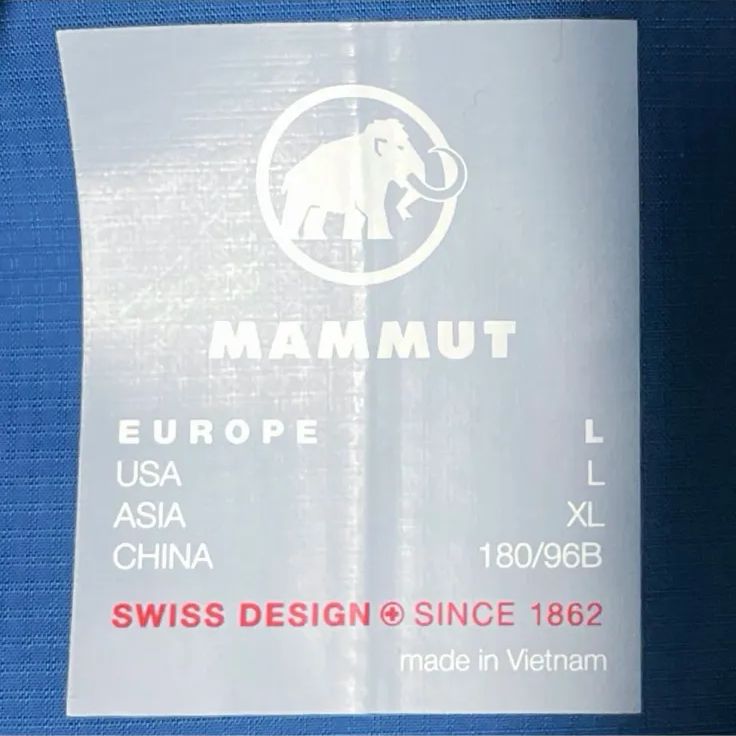 MAMMUT
EUROPE L
USA L
ASIA XL
CHINA 180/96B
SWISS DESIGN SINCE 1862
made in Vietnam